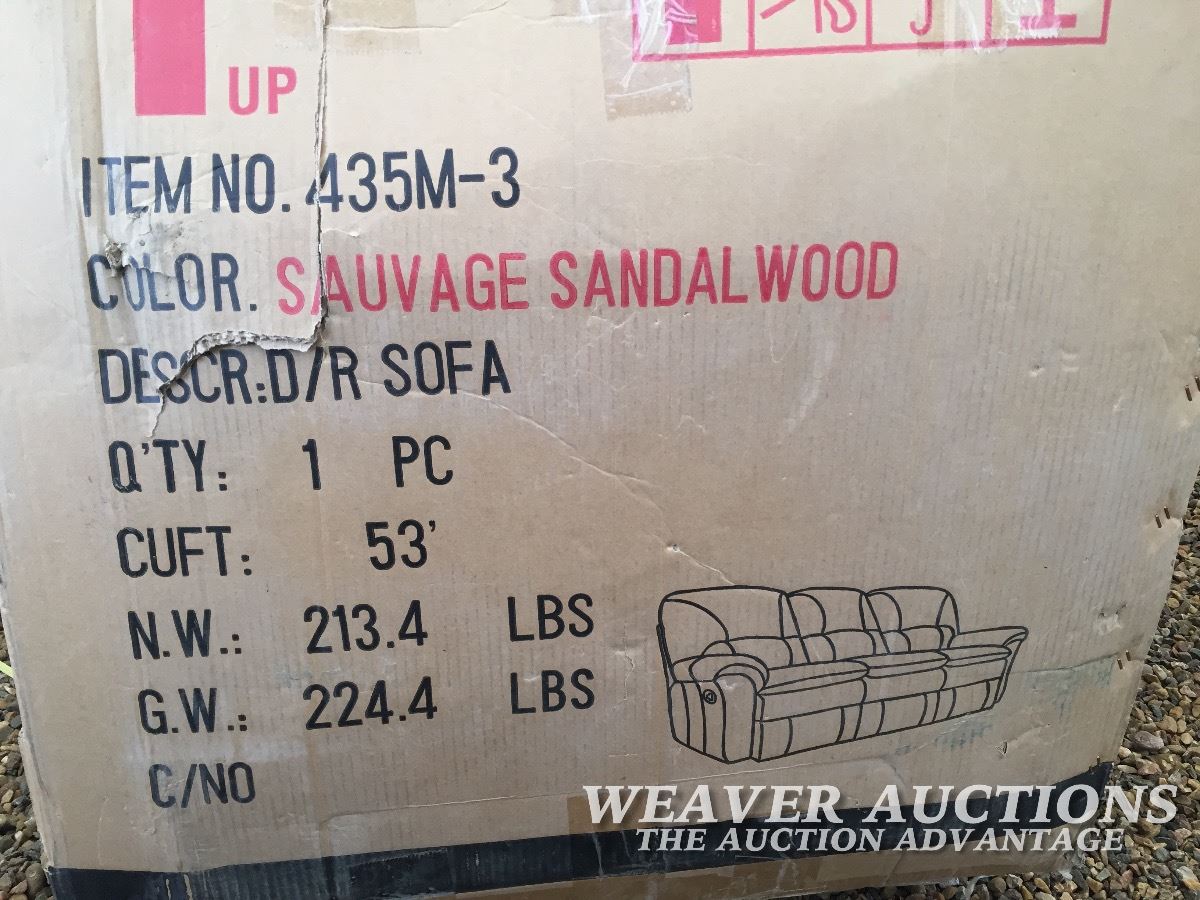 UP
ITEM NO. 435M-3
COLOR. SAUVAGE SANDALWOOD
DESCR:D/R SOFA
Q'TY: 1 PC
CUFT: 53'
N.W.: 213.4 LBS
G.W.: 224.4 LBS
C/NO
WEAVER AUCTIONS
THE AUCTION ADVANTAGE